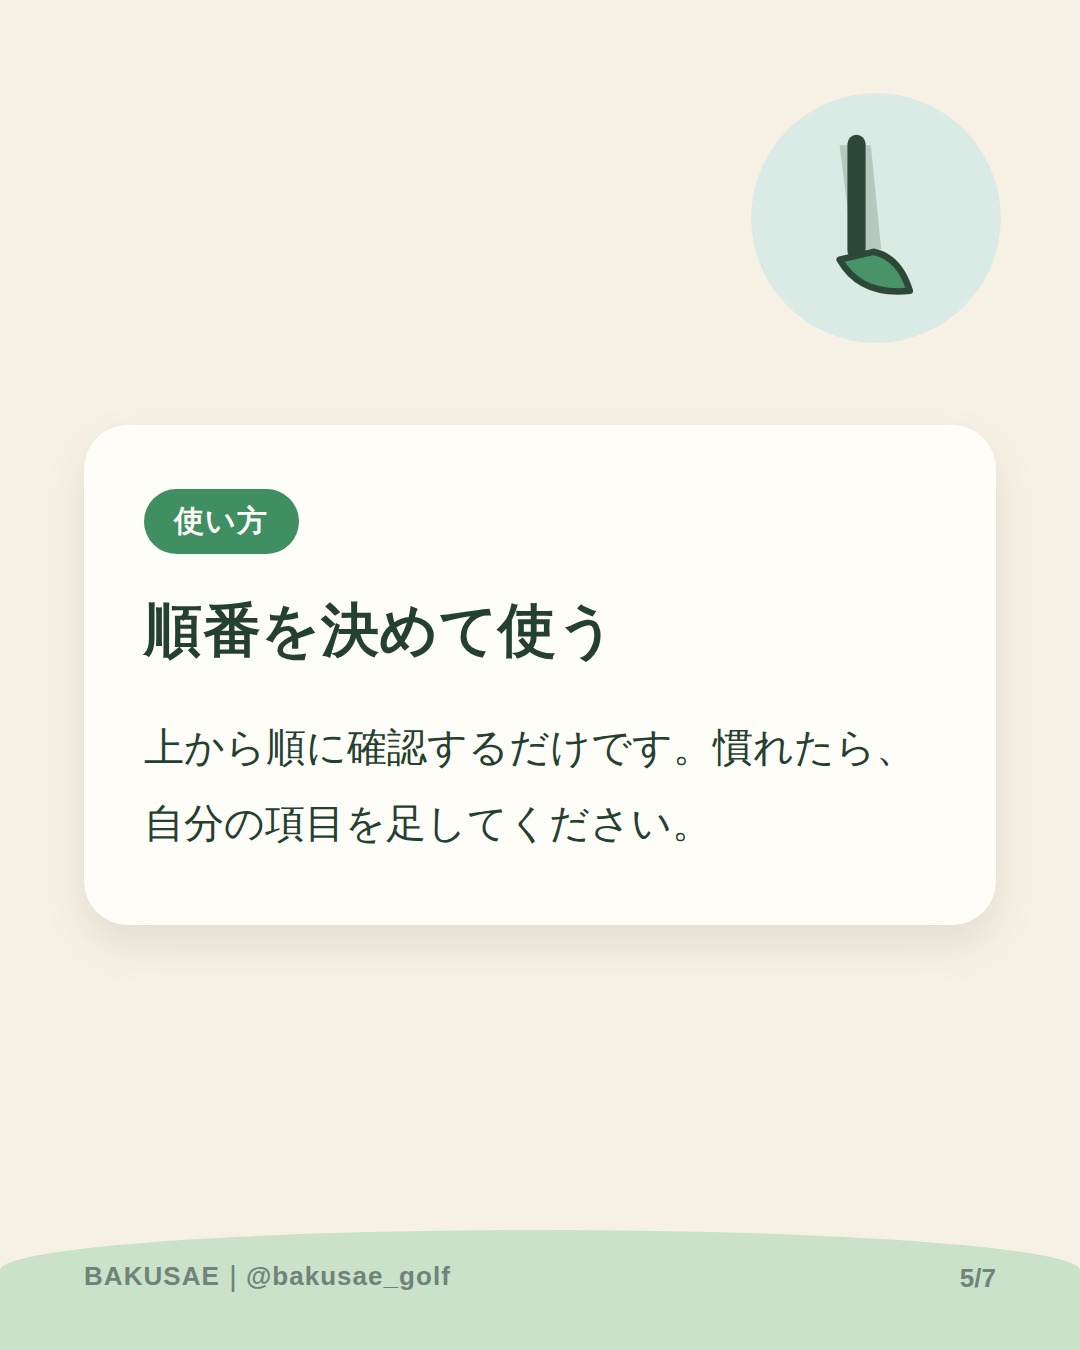 使い方
順番を決めて使う
上から順に確認するだけです。慣れたら、
自分の項目を足してください。
BAKUSAE | @bakusae_golf
5/7